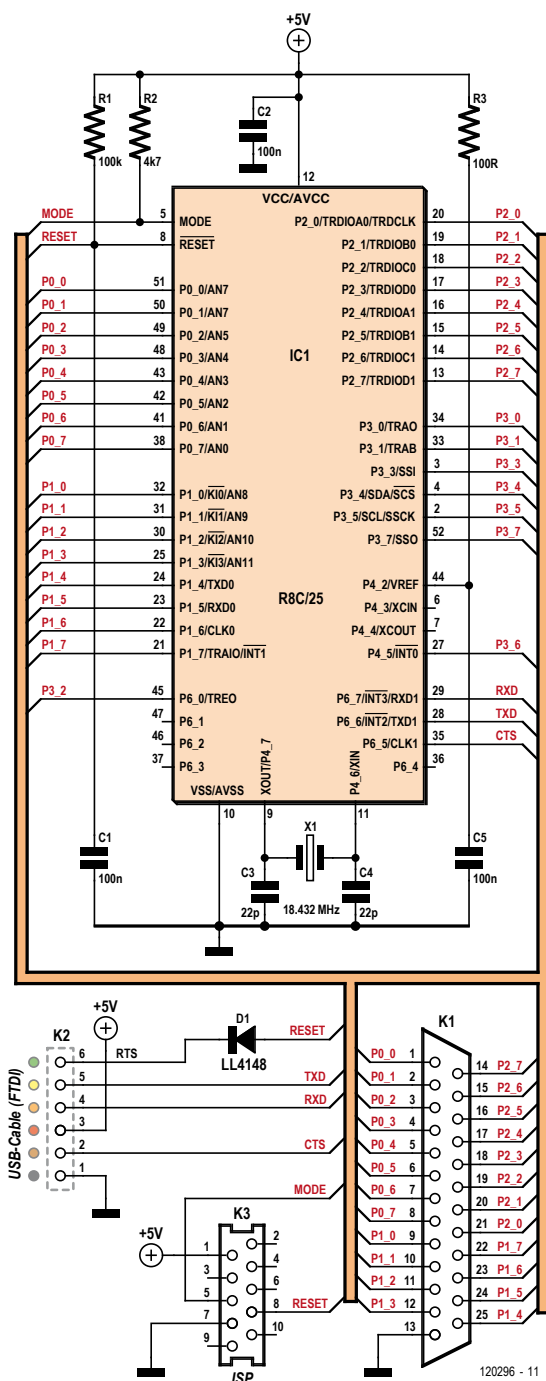 +5V
R1
R2
R3
C2
100k
4k7
100n
100R
12
VCC/AVCC
MODE 5 MODE
RESET 8 RESET
P0_0 51 P0_0/AN7
P0_1 50 P0_1/AN7
P0_2 49 P0_2/AN5
P0_3 48 P0_3/AN4
P0_4 43 P0_4/AN3
P0_5 42 P0_5/AN2
P0_6 41 P0_6/AN1
P0_7 38 P0_7/AN0
P1_0 32 P1_0/KI0/AN8
P1_1 31 P1_1/KI1/AN9
P1_2 30 P1_2/KI2/AN10
P1_3 25 P1_3/KI3/AN11
P1_4 24 P1_4/TXD0
P1_5 23 P1_5/RXD0
P1_6 22 P1_6/CLK0
P1_7 21 P1_7/TRAIO/INT1
P3_2 45 P6_0/TREO
47 P6_1
46 P6_2
37 P6_3
IC1
R8C/25
P2_0/TRDIOA0/TRDCLK 20 P2_0
P2_1/TRDIOB0 19 P2_1
P2_2/TRDIOC0 18 P2_2
P2_3/TRDIOD0 17 P2_3
P2_4/TRDIOA1 16 P2_4
P2_5/TRDIOB1 15 P2_5
P2_6/TRDIOC1 14 P2_6
P2_7/TRDIOD1 13 P2_7
P3_0/TRAO 34 P3_0
P3_1/TRAB 33 P3_1
P3_3/SSI 3 P3_3
P3_4/SDA/SCS 4 P3_4
P3_5/SCL/SSCK 2 P3_5
P3_7/SSO 52 P3_7
P4_2/VREF 44
P4_3/XCIN 6
P4_4/XCOUT 7
P4_5/INT0 27 P3_6
P6_7/INT3/RXD1 29 RXD
P6_6/INT2/TXD1 28 TXD
P6_5/CLK1 35 CTS
P6_4 36
XOUT/P4_7
P4_6/XIN
VSS/AVSS
10
9
11
X1
C1
100n
C3
22p
18.432 MHz
C4
22p
C5
100n
+5V
K2
USB-Cable (FTDI)
6 RTS
5
4
3
2
1
D1
LL4148
RESET
TXD
RXD
CTS
MODE
+5V
K3
1
2
3
4
5
6
7
8 RESET
9
10
ISP
K1
P0_0 1
P0_1 2
P0_2 3
P0_3 4
P0_4 5
P0_5 6
P0_6 7
P0_7 8
P1_0 9
P1_1 10
P1_2 11
P1_3 12
13
14 P2_7
15 P2_6
16 P2_5
17 P2_4
18 P2_3
19 P2_2
20 P2_1
21 P2_0
22 P1_7
23 P1_6
24 P1_5
25 P1_4
120296 - 11